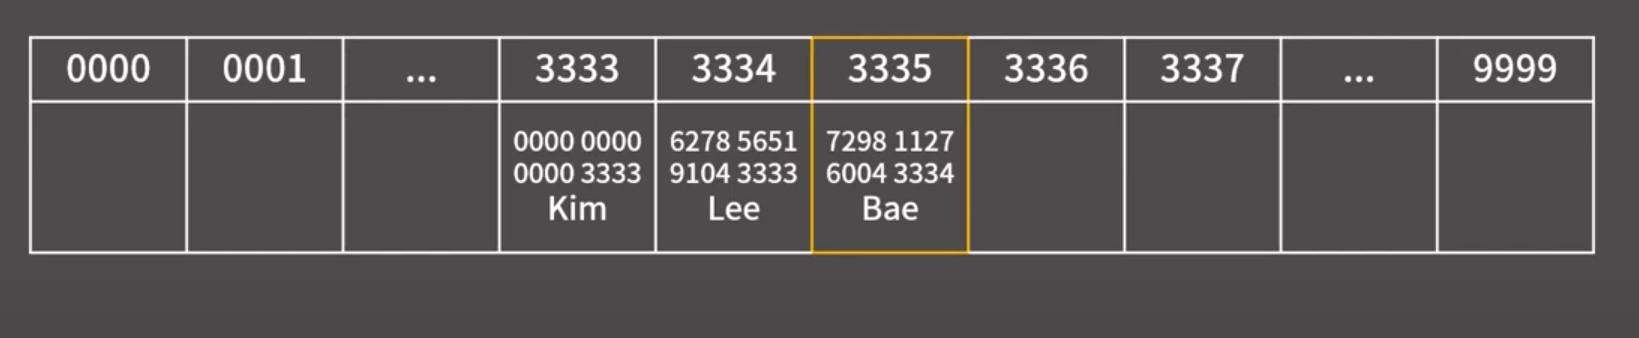 0000 0001 ... 3333 3334 3335 3336 3337 ... 9999
0000 0000 6278 5651 7298 1127
0000 3333 9104 3333 6004 3334
Kim Lee Bae